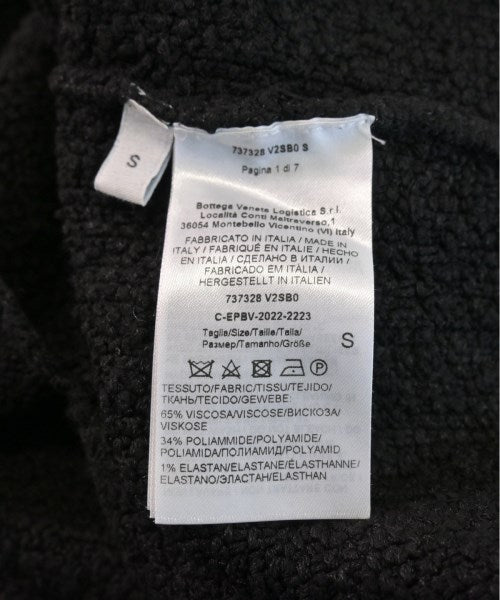 S
737328 V2SB0 S
Pagina 1 di 7
Bottega Veneta Logistica S.r.l.
Località Conti Maltraverso,1
36054 Montebello Vicentino (VI) Italy
FABBRICATO IN ITALIA / MADE IN
ITALY / FABRIQUÉ EN ITALIE / HECHO
EN ITALIA / СДЕЛАНО В ИТАЛИИ /
FABRICADO EM ITÁLIA /
HERGESTELLT IN ITALIEN
737328 V2SB0
C-EPBV-2022-2223
Taglia/Size/Taille/Talla/
Размер/Tamanho/Größe S
P
TESSUTO/FABRIC/TISSU/TEJIDO/
ТКАНЬ/TECIDO/GEWEBE:
65% VISCOSA/VISCOSE/ВИСКОЗА/
VISKOSE
34% POLIAMMIDE/POLYAMIDE/
POLIAMIDA/ПОЛИАМИД/POLYAMID
1% ELASTAN/ELASTANE/ÉLASTHANNE/
ELASTANO/ЭЛАСТАН/ELASTHAN